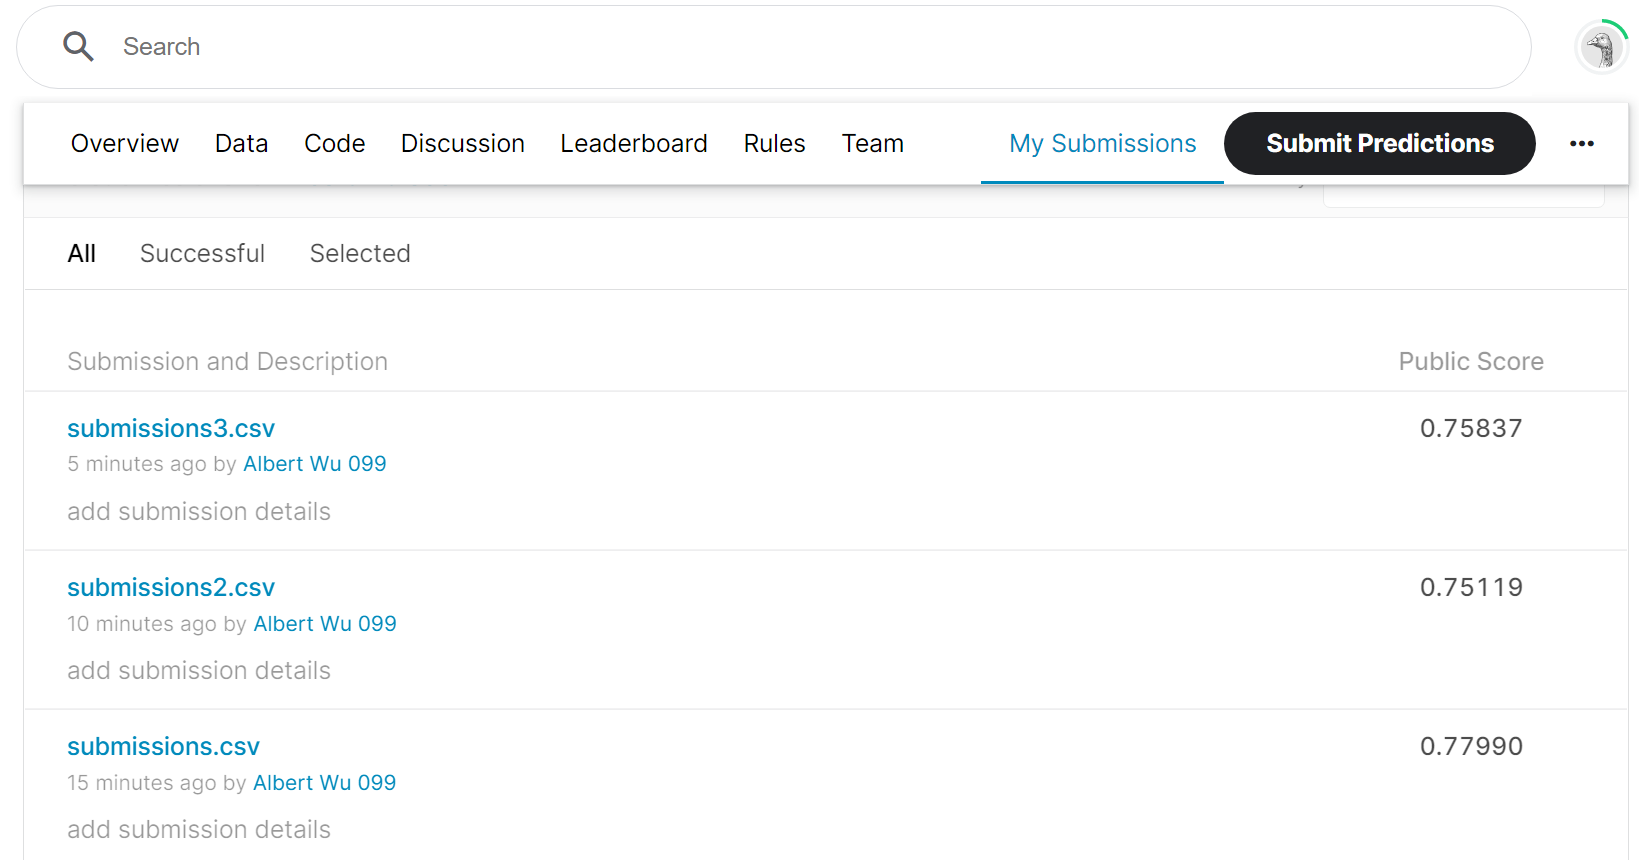 Search
Overview Data Code Discussion Leaderboard Rules Team My Submissions Submit Predictions
All Successful Selected
Submission and Description Public Score
submissions3.csv 0.75837
5 minutes ago by Albert Wu 099
add submission details
submissions2.csv 0.75119
10 minutes ago by Albert Wu 099
add submission details
submissions.csv 0.77990
15 minutes ago by Albert Wu 099
add submission details